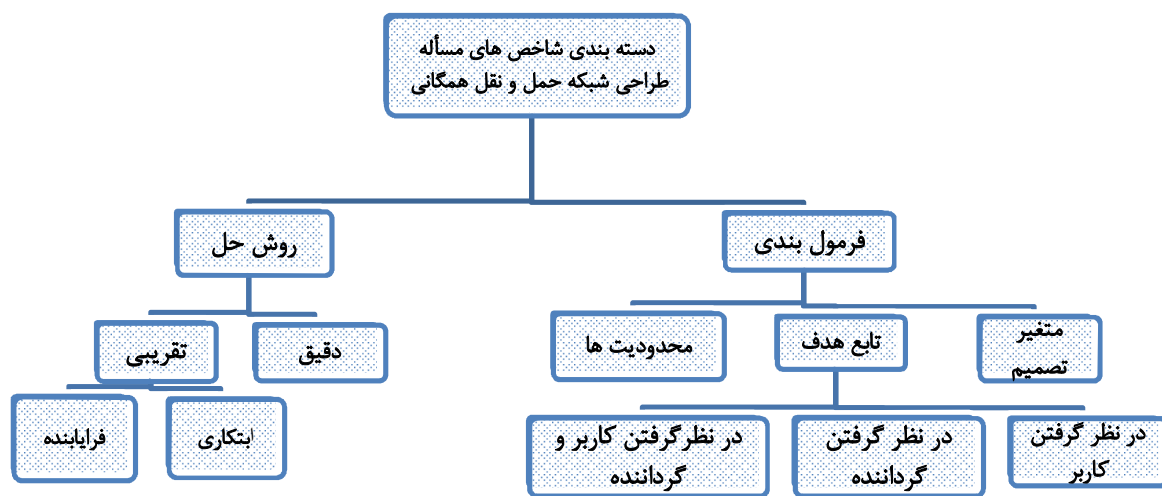 دسته بندی شاخص های مسأله
طراحی شبکه حمل و نقل همگانی
فرمول بندی
روش حل
متغیر
تصمیم
تابع هدف
محدودیت ها
دقیق
تقریبی
در نظر گرفتن
کاربر
در نظر گرفتن
گرداننده
در نظرگرفتن کاربر و
گرداننده
ابتکاری
فرایابنده